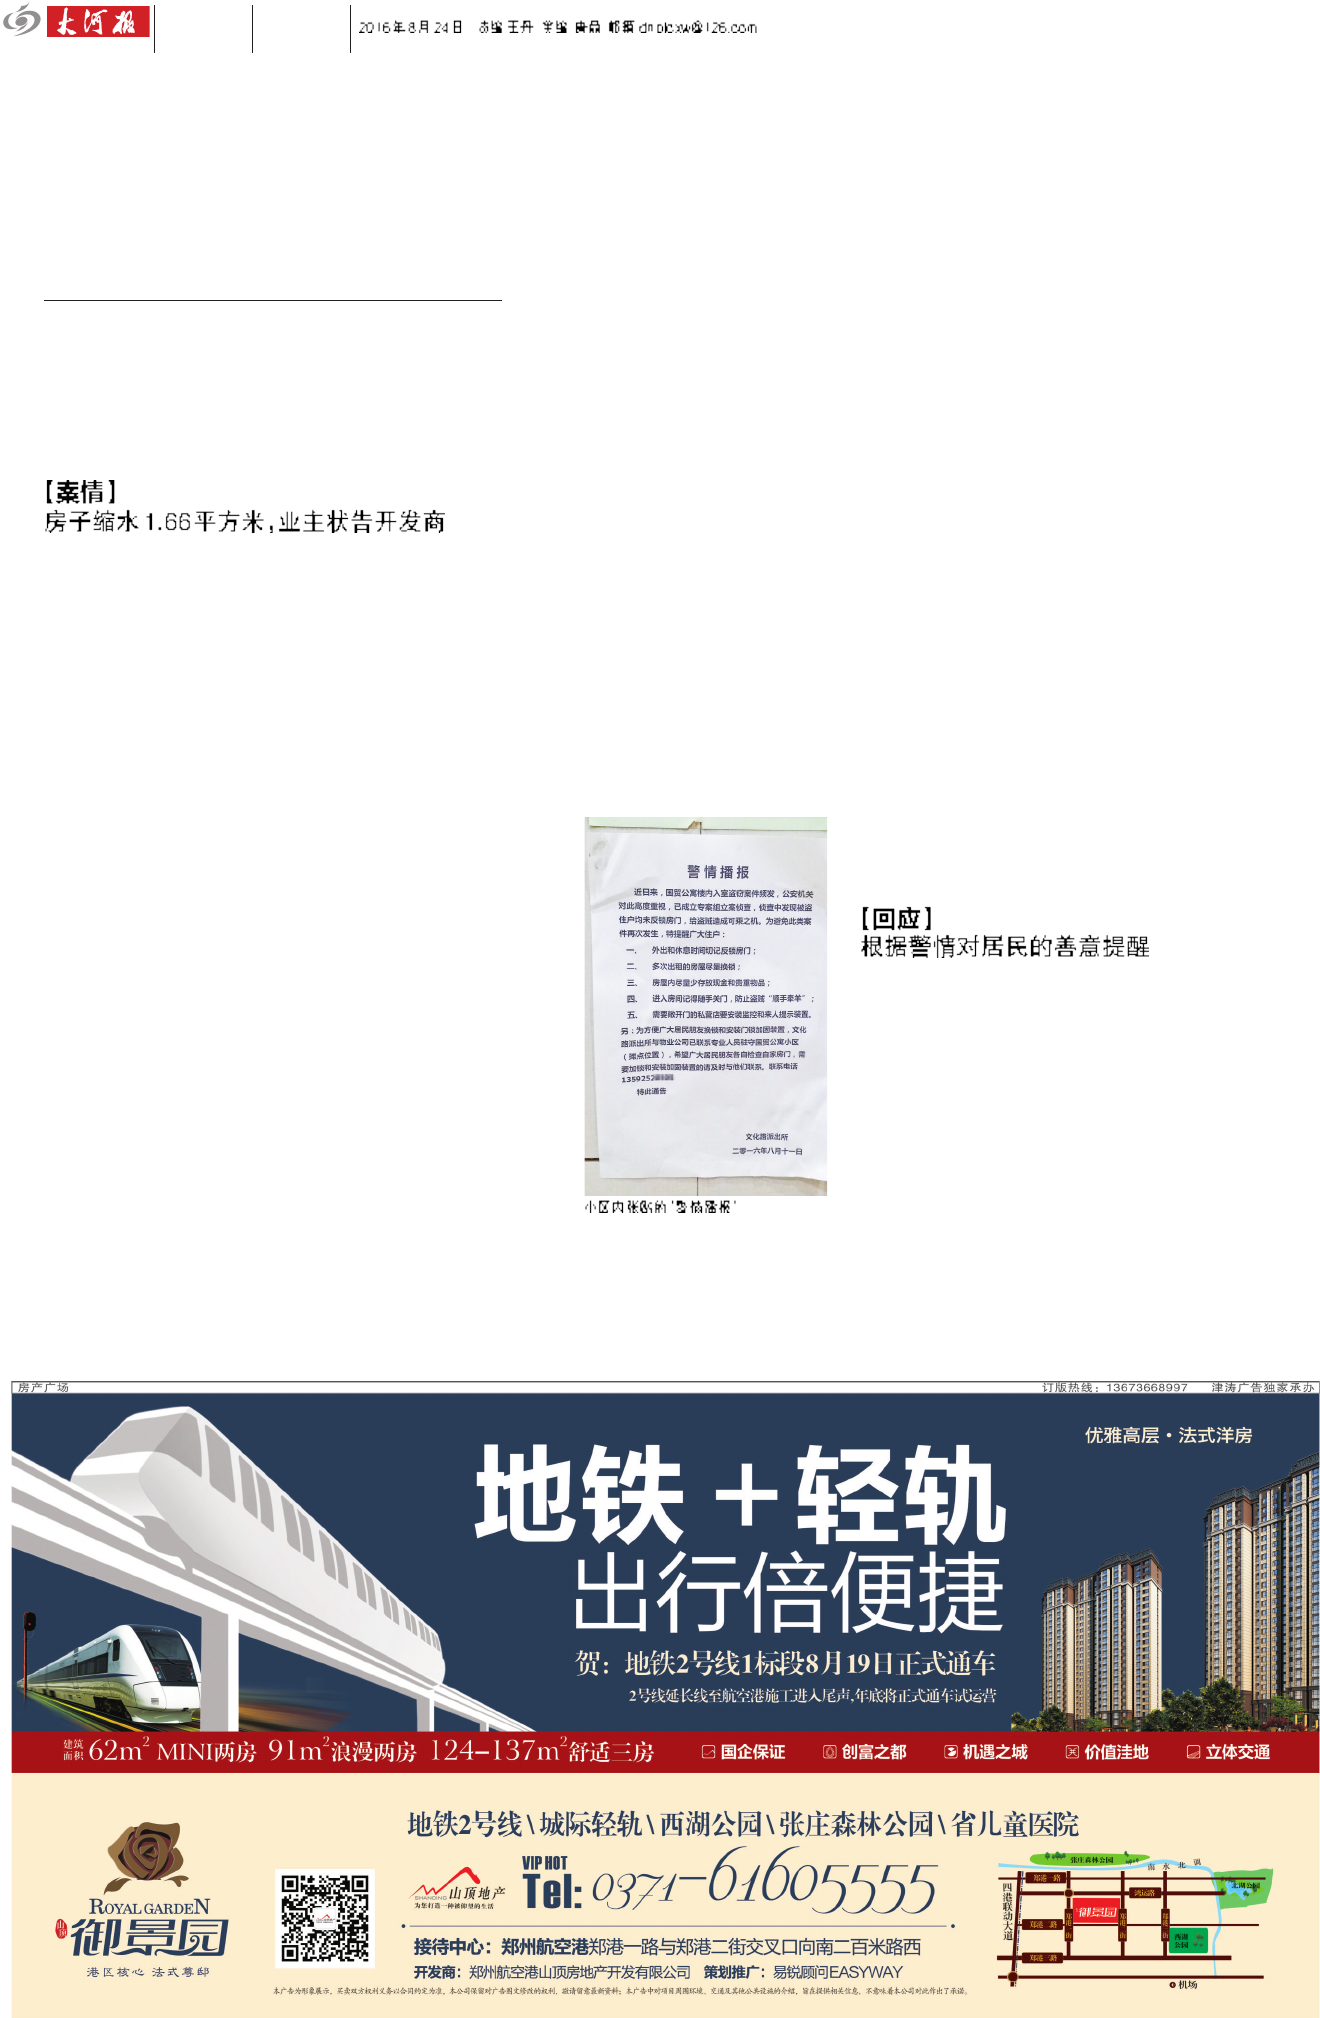 大河报
2016年8月24日 责编 王丹 美编 唐磊
【案情】
房子缩水1.66平方米,业主状告开发商
警情播报
近日来，国贸公寓楼内入室盗窃案件频发，公安机关
对此高度重视，已成立专案组立案侦查，侦查中发现被盗
住户均未反锁房门，给盗贼造成可乘之机。为避免此类案
件再次发生，特提醒广大住户：
一、 外出和休息时间切记反锁房门；
二、 多次出租的房屋尽量换锁；
三、 房屋内尽量少存放现金和贵重物品；
四、 进入房间记得随手关门，防止盗贼“顺手牵羊”；
五、 需要敞开门的私营店要安装监控和来人提示装置。
另：为方便广大居民朋友换锁和安装门锁加固装置，文化
路派出所与物业公司已联系专业人员驻守国贸公寓小区
（摊点位置），希望广大居民朋友各自检查自家房门，需
要加锁和安装加固装置的请及时与他们联系。联系电话
1359252
特此通告
文化路派出所
二零一六年八月十一日
小区内张贴的“警情播报”
【回应】
根据警情对居民的善意提醒
房产广场
订版热线：13673668997 津涛广告独家承办
优雅高层·法式洋房
地铁+轻轨
出行倍便捷
贺：地铁2号线1标段8月19日正式通车
2号线延长线至航空港施工进入尾声,年底将正式通车试运营
建筑面积 62m² MINI两房 91m²浪漫两房 124-137m²舒适三房
国企保证 创富之都 机遇之城 价值洼地 立体交通
地铁2号线\城际轻轨\西湖公园\张庄森林公园\省儿童医院
ROYAL GARDEN
山顶
御景园
港区核心 法式尊邸
SHANDING 山顶地产
为您打造一种被仰望的生活
VIP HOT
Tel: 0371-61605555
接待中心：郑州航空港郑港一路与郑港二街交叉口向南二百米路西
开发商：郑州航空港山顶房地产开发有限公司 策划推广：易锐顾问EASYWAY
本广告为形象展示，买卖双方权利义务以合同约定为准，本公司保留对广告图文修改的权利，敬请留意最新资料；本广告中对项目周围环境、交通及其他公共设施的介绍，旨在提供相关信息，不意味着本公司对此作出了承诺。
张庄森林公园
南水北调
北湖公园
四港联动大道
鸿运路
御景园
西湖公园
郑港三路
机场